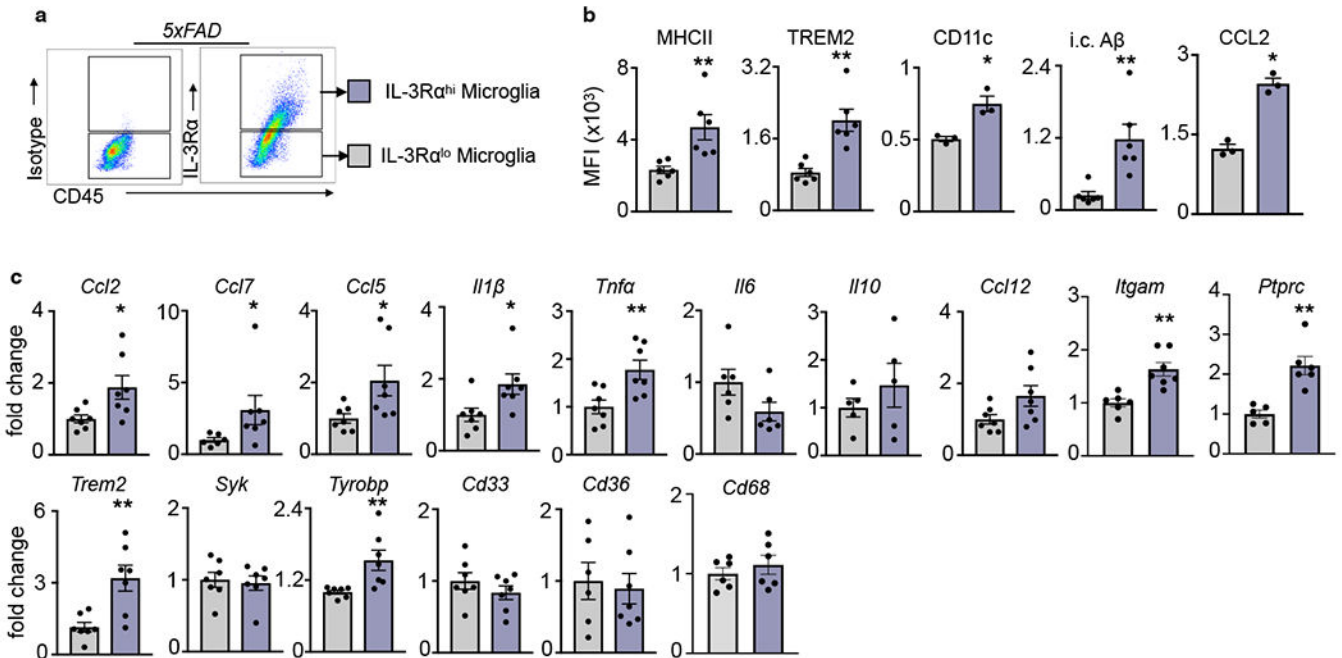 a
5xFAD
Isotype
IL-3Rα
CD45
IL-3Rαhi Microglia
IL-3Rαlo Microglia
b
MHCII TREM2 CD11c i.c. Aβ CCL2
** ** * ** *
MFI (x10³)
8 3.2 1 2.4 3
4 1.6 0.5 1.2 1.5
0 0 0 0 0
c
Ccl2 Ccl7 Ccl5 Il1β Tnfα Il6 Il10 Ccl12 Itgam Ptprc
* * * * ** ** **
fold change
4 10 4 4 3 2 3 4 3 4
3
2 5 2 2 2 1 2 2 2 2
1 1 1 1
0 0 0 0 0 0 0 0 0 0
Trem2 Syk Tyrobp Cd33 Cd36 Cd68
** **
fold change
6 2 2.4 2 2 2
3 1 1.2 1 1 1
0 0 0 0 0 0